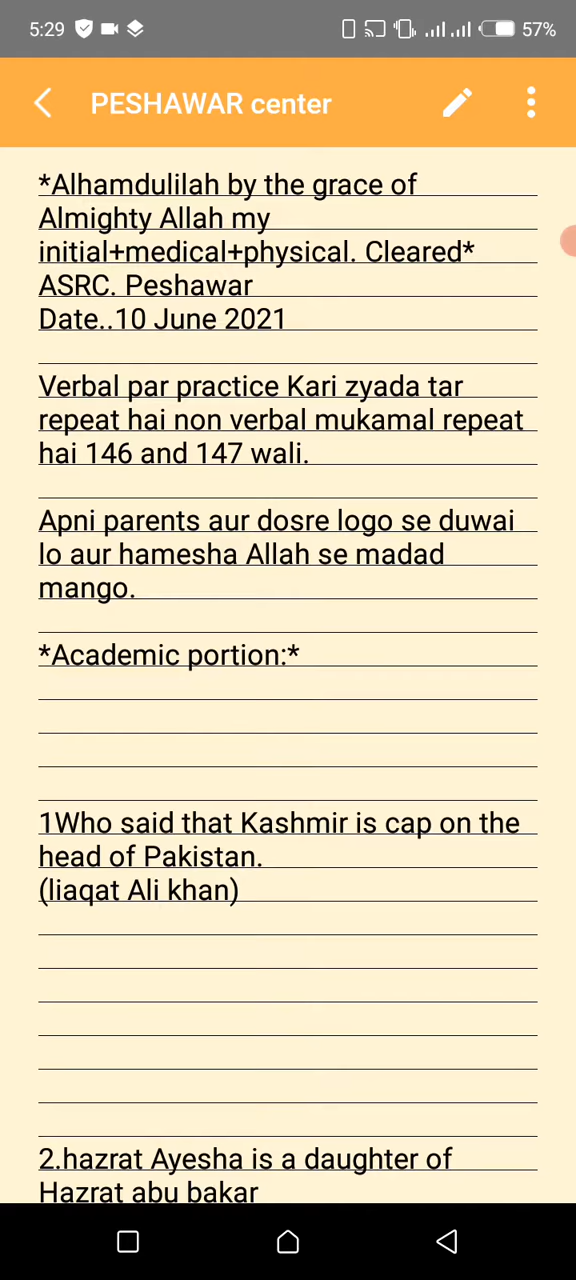 5:29
57%
PESHAWAR center
*Alhamdulilah by the grace of
Almighty Allah my
initial+medical+physical. Cleared*
ASRC. Peshawar
Date..10 June 2021
Verbal par practice Kari zyada tar
repeat hai non verbal mukamal repeat
hai 146 and 147 wali.
Apni parents aur dosre logo se duwai
lo aur hamesha Allah se madad
mango.
*Academic portion:*
1Who said that Kashmir is cap on the
head of Pakistan.
(liaqat Ali khan)
2.hazrat Ayesha is a daughter of
Hazrat abu bakar